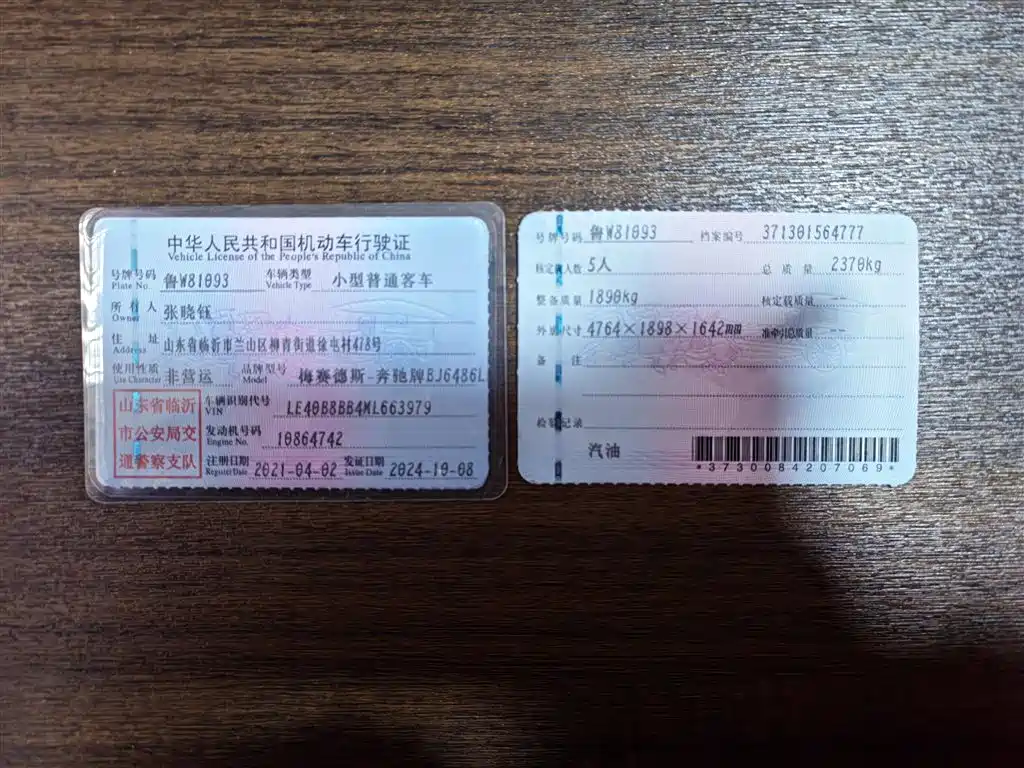 中华人民共和国机动车行驶证
Vehicle License of the People's Republic of China
号牌号码 鲁W81093 车辆类型 小型普通客车
Plate No. Vehicle Type
所有人 张晓钰
Owner
住址 山东省临沂市兰山区柳青街道徐屯村478号
Address
使用性质 非营运 品牌型号 梅赛德斯-奔驰牌BJ6486L
Use Character Model
山东省临沂
市公安局交
通警察支队
车辆识别代号 LE40B8BB4ML663979
VIN
发动机号码 10864742
Engine No.
注册日期 2021-04-02 发证日期 2024-10-08
Register Date Issue Date
号牌号码 鲁W81093 档案编号 371301564777
核定载人数 5人 总质量 2370kg
整备质量 1890kg 核定载质量 --
外廓尺寸 4764×1898×1642mm 准牵引总质量 --
备注
检验记录
汽油
*3730084207069*